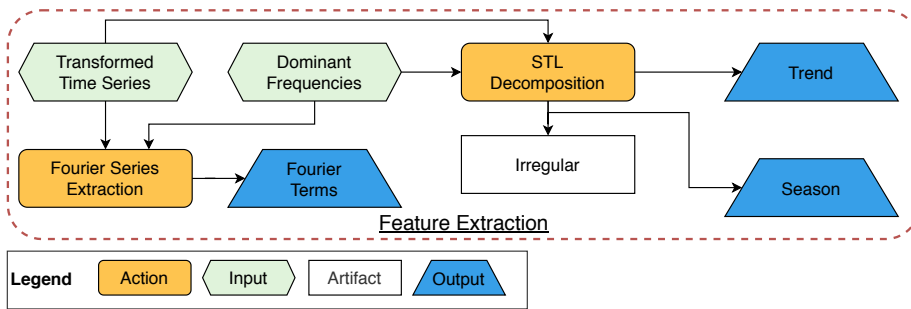 Transformed
Time Series
Dominant
Frequencies
STL
Decomposition
Trend
Fourier Series
Extraction
Fourier
Terms
Irregular
Season
Feature Extraction
Legend
Action
Input
Artifact
Output